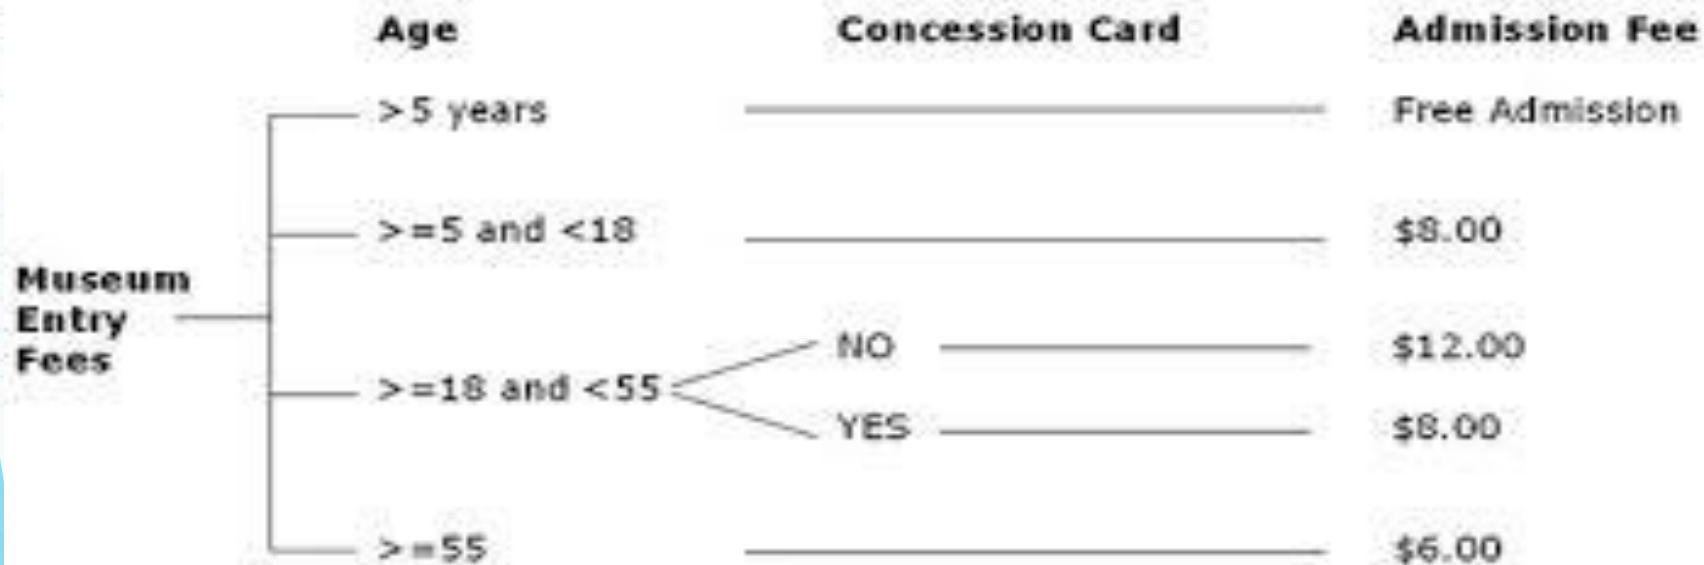 Age Concession Card Admission Fee
>5 years Free Admission
>=5 and <18 $8.00
Museum
Entry
Fees
NO $12.00
>=18 and <55
YES $8.00
>=55 $6.00